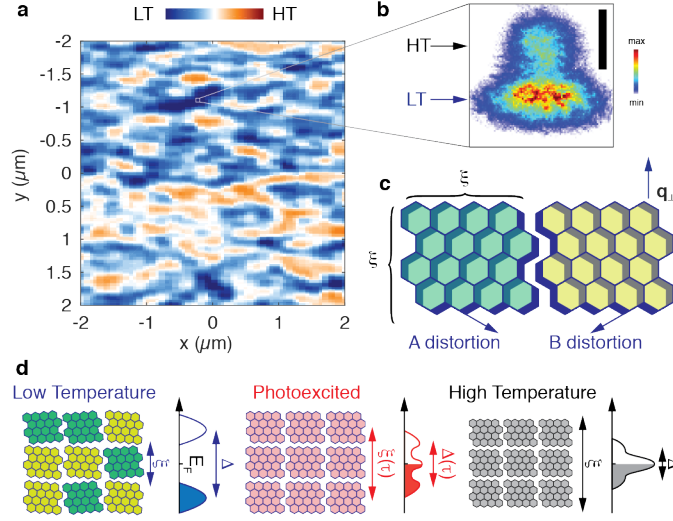 a
LT HT
-2
-1.5
-1
-0.5
0
0.5
1
1.5
2
y (µm)
-2 -1 0 1 2
x (µm)
b
HT
LT
max
min
c
ξ
ξ
q⊥
A distortion B distortion
d
Low Temperature Photoexcited High Temperature
ξ E_F Δ ξ(τ) Δ(τ) ξ Δ